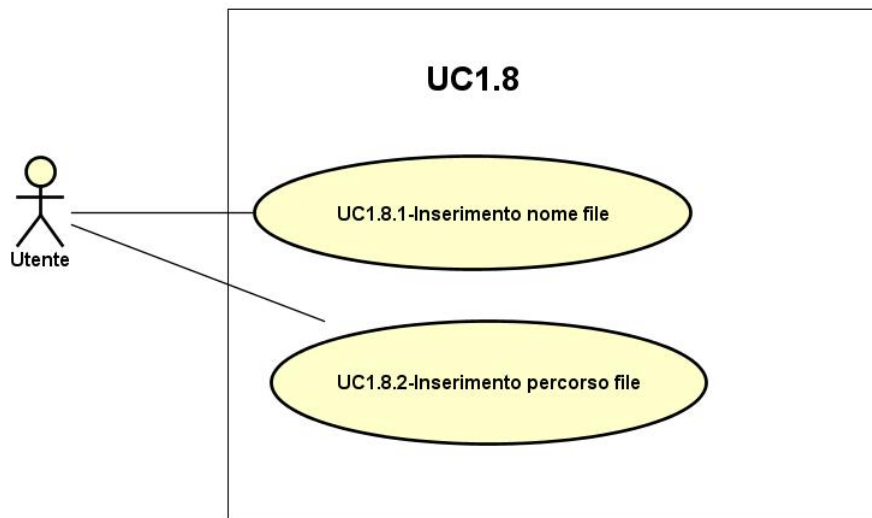 UC1.8
UC1.8.1-Inserimento nome file
Utente
UC1.8.2-Inserimento percorso file